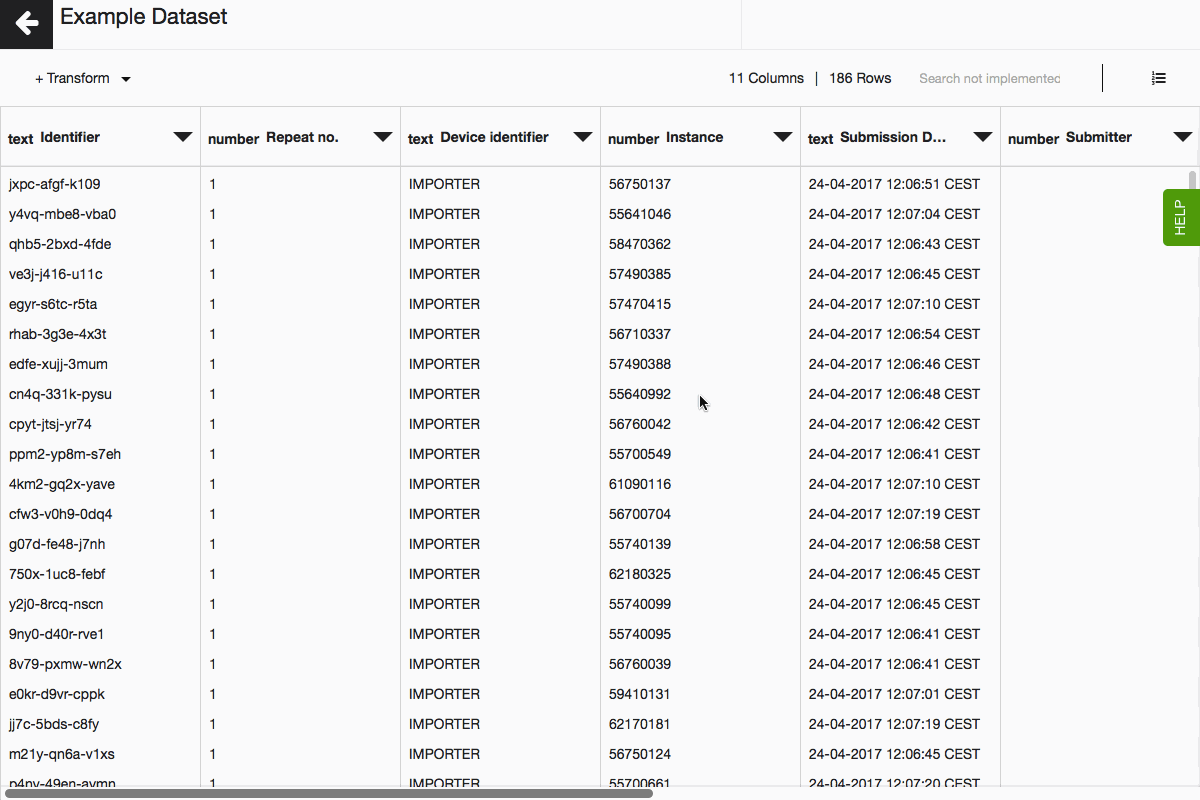 Example Dataset
+ Transform 11 Columns | 186 Rows Search not implemented
text Identifier number Repeat no. text Device identifier number Instance text Submission D... number Submitter
jxpc-afgf-k109 1 IMPORTER 56750137 24-04-2017 12:06:51 CEST
y4vq-mbe8-vba0 1 IMPORTER 55641046 24-04-2017 12:07:04 CEST
HELP
qhb5-2bxd-4fde 1 IMPORTER 58470362 24-04-2017 12:06:43 CEST
ve3j-j416-u11c 1 IMPORTER 57490385 24-04-2017 12:06:45 CEST
egyr-s6tc-r5ta 1 IMPORTER 57470415 24-04-2017 12:07:10 CEST
rhab-3g3e-4x3t 1 IMPORTER 56710337 24-04-2017 12:06:54 CEST
edfe-xujj-3mum 1 IMPORTER 57490388 24-04-2017 12:06:46 CEST
cn4q-331k-pysu 1 IMPORTER 55640992 24-04-2017 12:06:48 CEST
cpyt-jtsj-yr74 1 IMPORTER 56760042 24-04-2017 12:06:42 CEST
ppm2-yp8m-s7eh 1 IMPORTER 55700549 24-04-2017 12:06:41 CEST
4km2-gq2x-yave 1 IMPORTER 61090116 24-04-2017 12:07:10 CEST
cfw3-v0h9-0dq4 1 IMPORTER 56700704 24-04-2017 12:07:19 CEST
g07d-fe48-j7nh 1 IMPORTER 55740139 24-04-2017 12:06:58 CEST
750x-1uc8-febf 1 IMPORTER 62180325 24-04-2017 12:06:45 CEST
y2j0-8rcq-nscn 1 IMPORTER 55740099 24-04-2017 12:06:45 CEST
9ny0-d40r-rve1 1 IMPORTER 55740095 24-04-2017 12:06:41 CEST
8v79-pxmw-wn2x 1 IMPORTER 56760039 24-04-2017 12:06:41 CEST
e0kr-d9vr-cppk 1 IMPORTER 59410131 24-04-2017 12:07:01 CEST
jj7c-5bds-c8fy 1 IMPORTER 62170181 24-04-2017 12:07:19 CEST
m21y-qn6a-v1xs 1 IMPORTER 56750124 24-04-2017 12:06:45 CEST
1 IMPORTER 55700661 24-04-2017 12:07:20 CEST